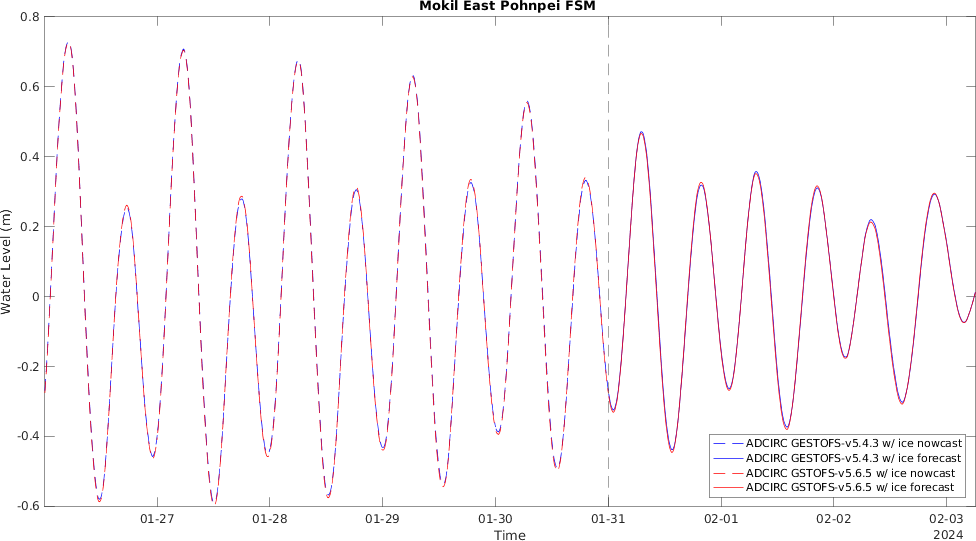 Mokil East Pohnpei FSM
0.8
0.6
0.4
0.2
0
-0.2
-0.4
-0.6
Water Level (m)
01-27
01-28
01-29
01-30
01-31
02-01
02-02
02-03
2024
Time
ADCIRC GESTOFS-v5.4.3 w/ ice nowcast
ADCIRC GESTOFS-v5.4.3 w/ ice forecast
ADCIRC GSTOFS-v5.6.5 w/ ice nowcast
ADCIRC GSTOFS-v5.6.5 w/ ice forecast